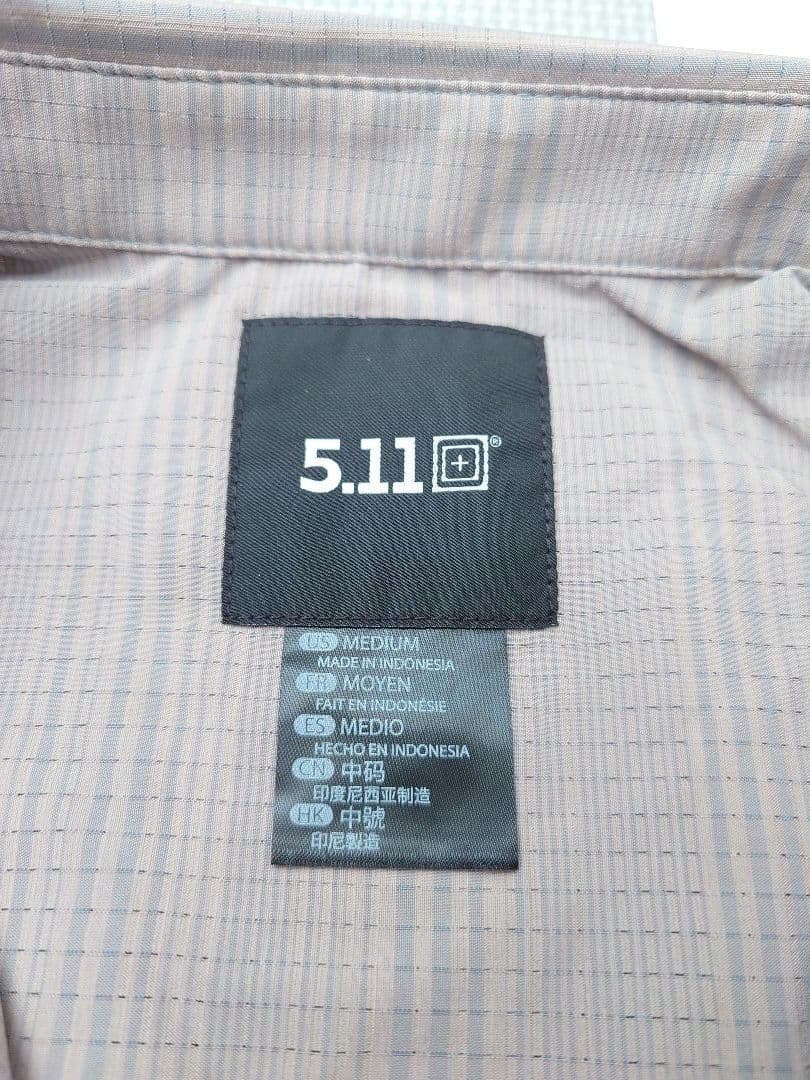 5.11®
US MEDIUM
MADE IN INDONESIA
FR MOYEN
FAIT EN INDONÉSIE
ES MEDIO
HECHO EN INDONESIA
CN 中码
印度尼西亚制造
HK 中號
印尼製造